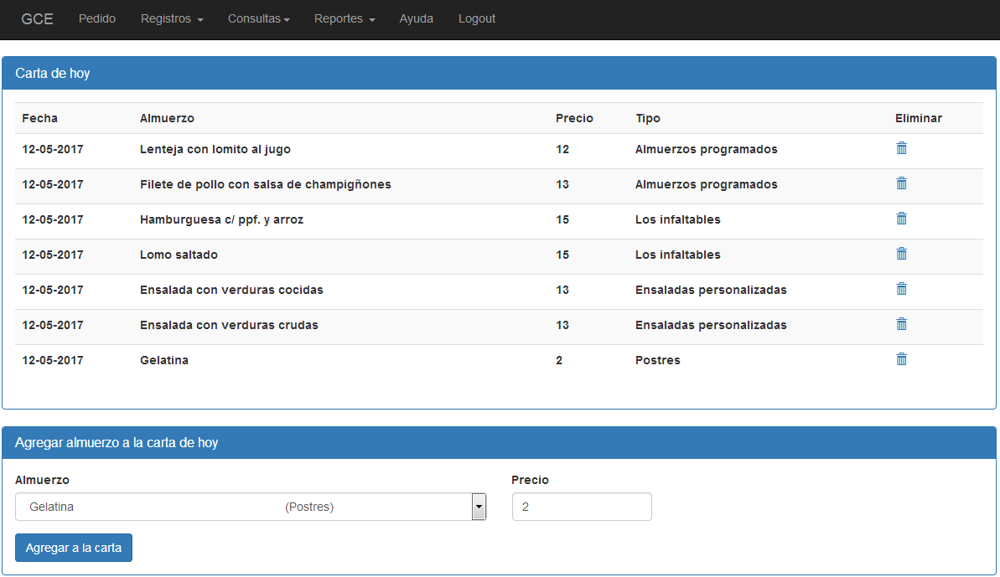 GCE Pedido Registros Consultas Reportes Ayuda Logout
Carta de hoy
Fecha Almuerzo Precio Tipo Eliminar
12-05-2017 Lenteja con lomito al jugo 12 Almuerzos programados
12-05-2017 Filete de pollo con salsa de champigñones 13 Almuerzos programados
12-05-2017 Hamburguesa c/ ppf. y arroz 15 Los infaltables
12-05-2017 Lomo saltado 15 Los infaltables
12-05-2017 Ensalada con verduras cocidas 13 Ensaladas personalizadas
12-05-2017 Ensalada con verduras crudas 13 Ensaladas personalizadas
12-05-2017 Gelatina 2 Postres
Agregar almuerzo a la carta de hoy
Almuerzo Precio
Gelatina (Postres) 2
Agregar a la carta